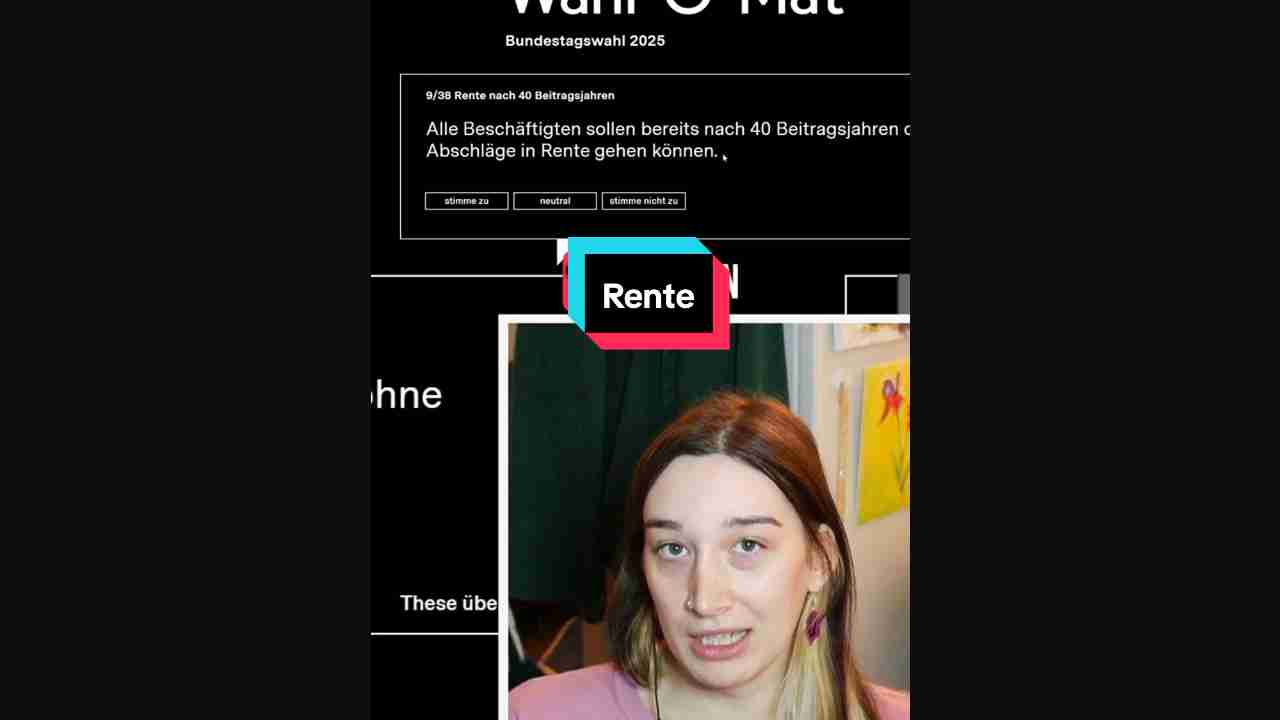 Wahl-O-Mat
Bundestagswahl 2025
9/38 Rente nach 40 Beitragsjahren
Alle Beschäftigten sollen bereits nach 40 Beitragsjahren
Abschläge in Rente gehen können.
stimme zu
neutral
stimme nicht zu
Rente
ohne
These übe